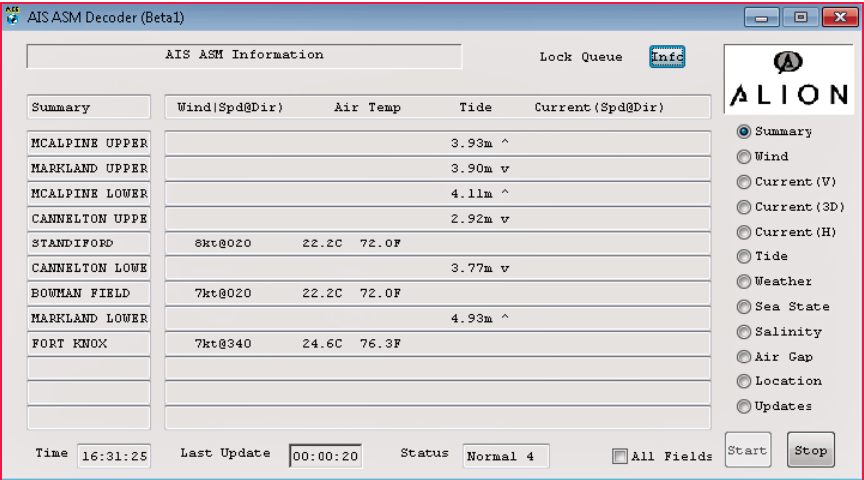 AIS ASM Decoder (Beta1)
AIS ASM Information
Lock Queue
Info
ALION
Summary
Wind|Spd@Dir) Air Temp Tide Current(Spd@Dir)
MCALPINE UPPER 3.93m ^
MARKLAND UPPER 3.90m v
MCALPINE LOWER 4.11m ^
CANNELTON UPPE 2.92m v
STANDIFORD 8kt@020 22.2C 72.0F
CANNELTON LOWE 3.77m v
BOWMAN FIELD 7kt@020 22.2C 72.0F
MARKLAND LOWER 4.93m ^
FORT KNOX 7kt@340 24.6C 76.3F
Summary
Wind
Current(V)
Current(3D)
Current(H)
Tide
Weather
Sea State
Salinity
Air Gap
Location
Updates
Time 16:31:25 Last Update 00:00:20 Status Normal 4 All Fields Start Stop